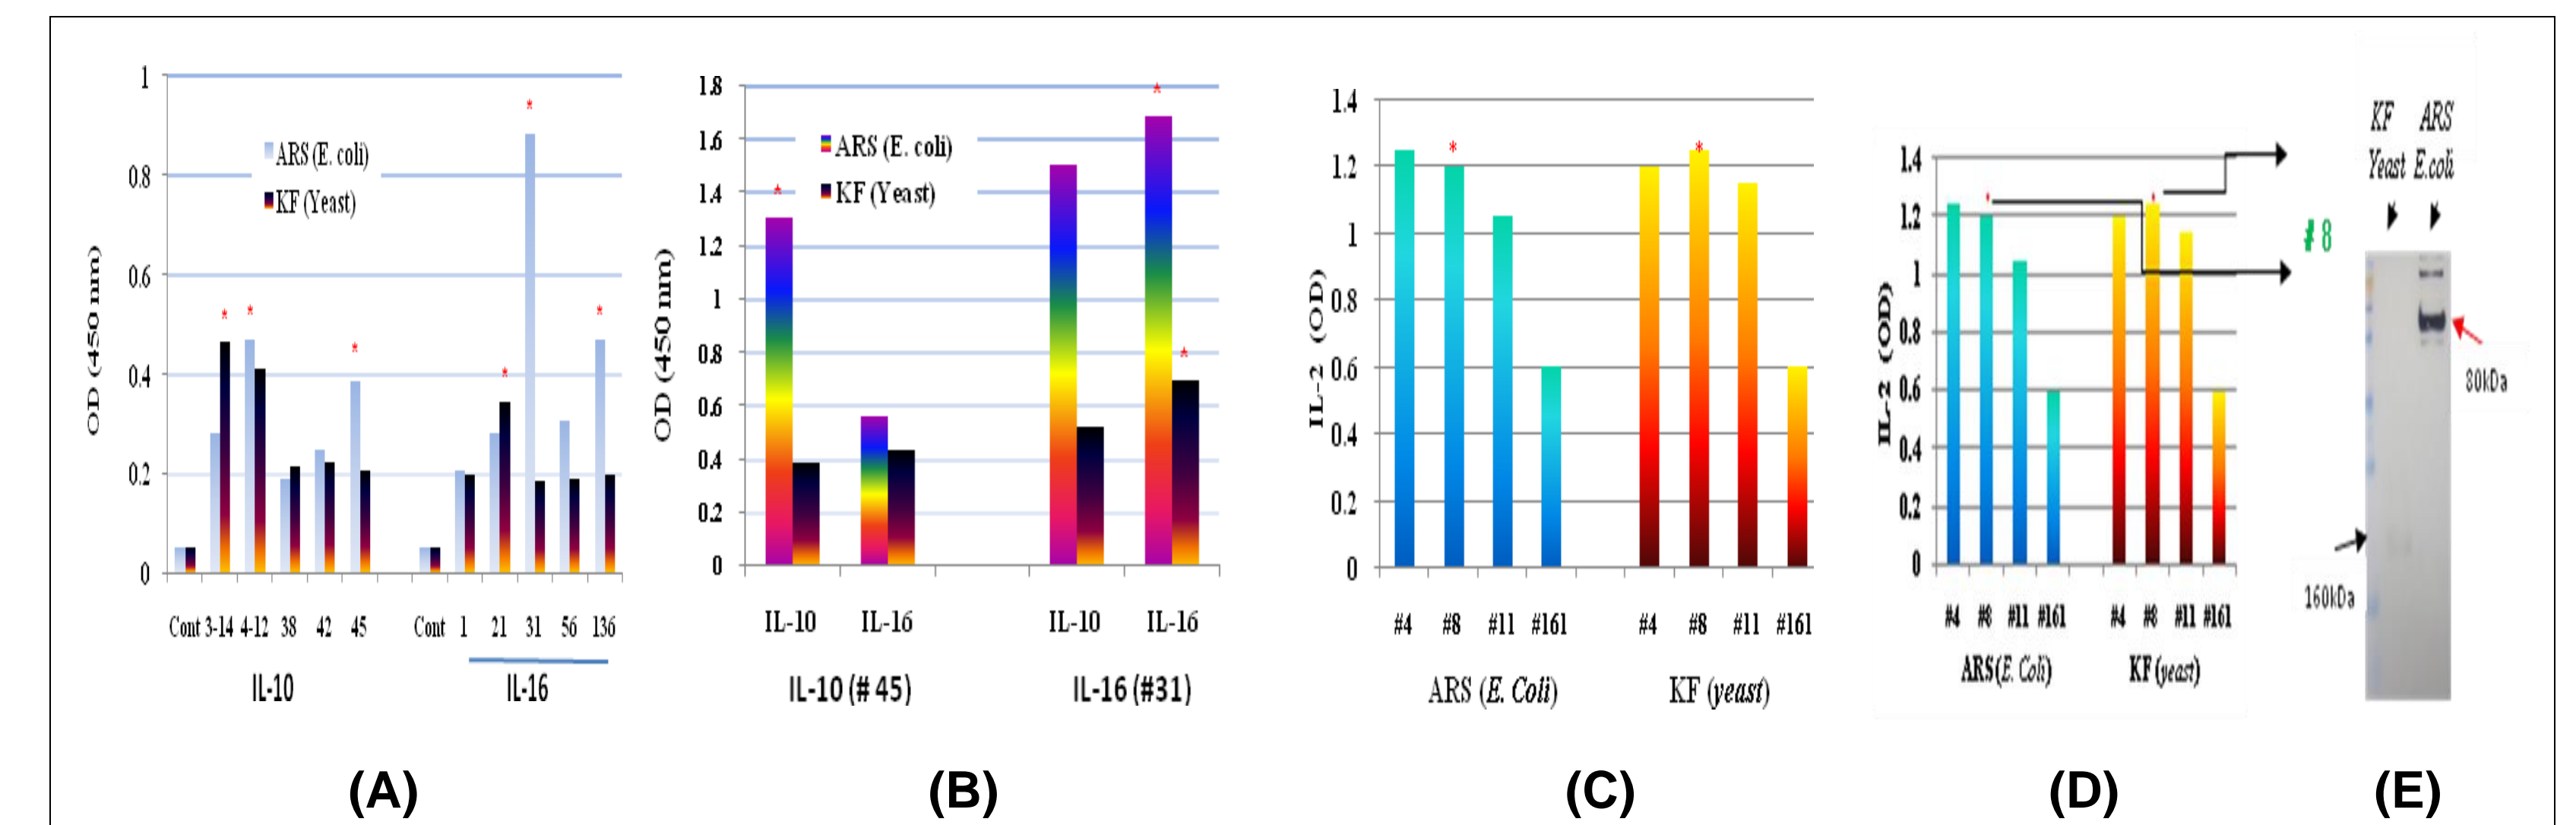 1
0.8
0.6
0.4
0.2
0
OD (450 nm)
ARS (E. coli)
KF (Yeast)
*
*
*
*
*
*
Cont 3-14 4-12 38 42 45 Cont 1 21 31 56 136
IL-10 IL-16
(A)
1.8
1.6
1.4
1.2
1
0.8
0.6
0.4
0.2
0
OD (450 nm)
ARS (E. coli)
KF (Yeast)
*
*
*
IL-10 IL-16 IL-10 IL-16
IL-10 (# 45) IL-16 (#31)
(B)
1.4
1.2
1
0.8
0.6
0.4
0.2
0
IL-2 (OD)
*
*
#4 #8 #11 #161 #4 #8 #11 #161
ARS (E. Coli) KF (yeast)
(C)
1.4
1.2
1
0.8
0.6
0.4
0.2
0
IL-2 (OD)
*
*
#4 #8 #11 #161 #4 #8 #11 #161
ARS(E. Coli) KF (yeast)
(D)
KF ARS
Yeast E.coli
# 8
80kDa
160kDa
(E)